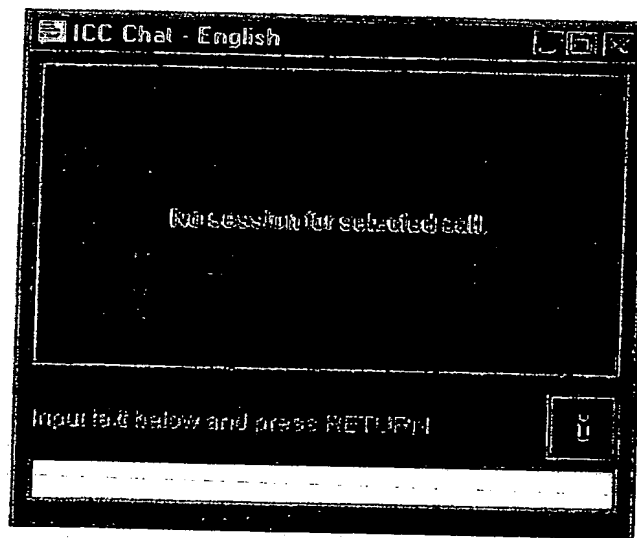 ICC Chat - English
No session for selected call.
Input text below and press RETURN